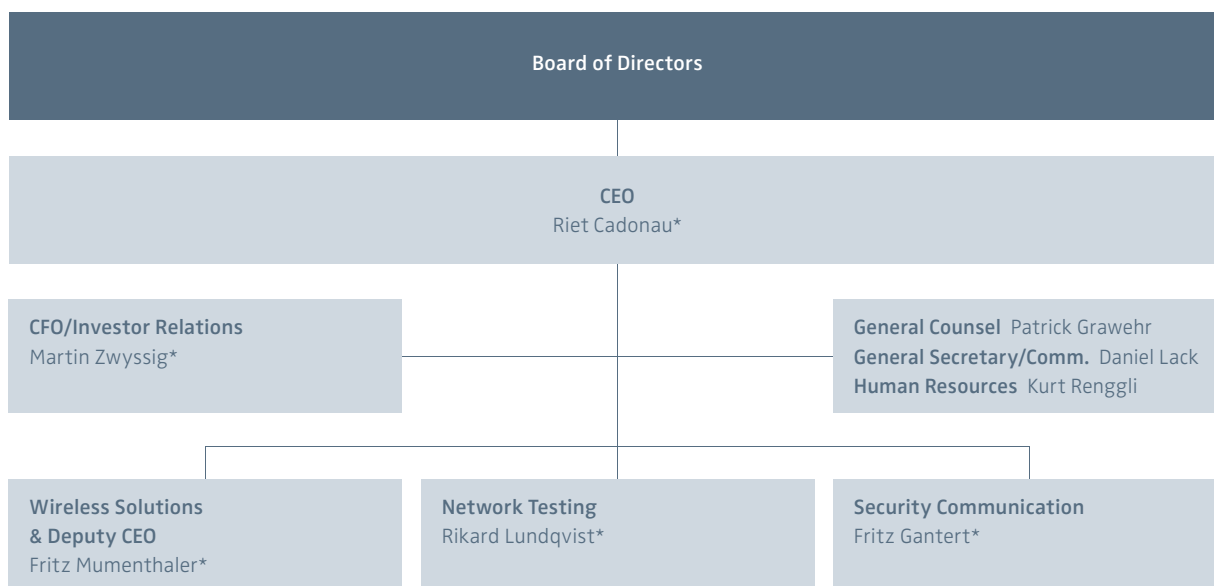 Board of Directors
CEO
Riet Cadonau*
CFO/Investor Relations
Martin Zwyssig*
General Counsel Patrick Grawehr
General Secretary/Comm. Daniel Lack
Human Resources Kurt Renggli
Wireless Solutions
& Deputy CEO
Fritz Mumenthaler*
Network Testing
Rikard Lundqvist*
Security Communication
Fritz Gantert*